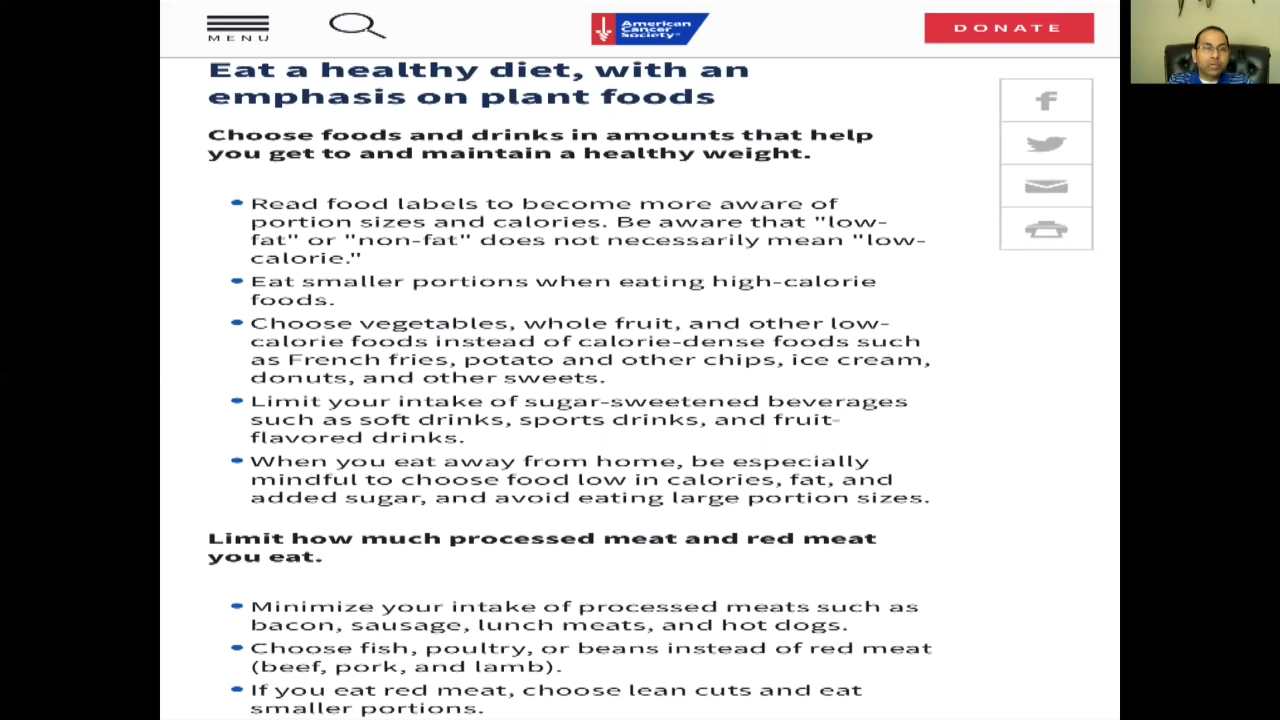 MENU
American
Cancer
Society
DONATE
Eat a healthy diet, with an
emphasis on plant foods
Choose foods and drinks in amounts that help
you get to and maintain a healthy weight.
Read food labels to become more aware of
portion sizes and calories. Be aware that "low-
fat" or "non-fat" does not necessarily mean "low-
calorie."
Eat smaller portions when eating high-calorie
foods.
Choose vegetables, whole fruit, and other low-
calorie foods instead of calorie-dense foods such
as French fries, potato and other chips, ice cream,
donuts, and other sweets.
Limit your intake of sugar-sweetened beverages
such as soft drinks, sports drinks, and fruit-
flavored drinks.
When you eat away from home, be especially
mindful to choose food low in calories, fat, and
added sugar, and avoid eating large portion sizes.
Limit how much processed meat and red meat
you eat.
Minimize your intake of processed meats such as
bacon, sausage, lunch meats, and hot dogs.
Choose fish, poultry, or beans instead of red meat
(beef, pork, and lamb).
If you eat red meat, choose lean cuts and eat
smaller portions.